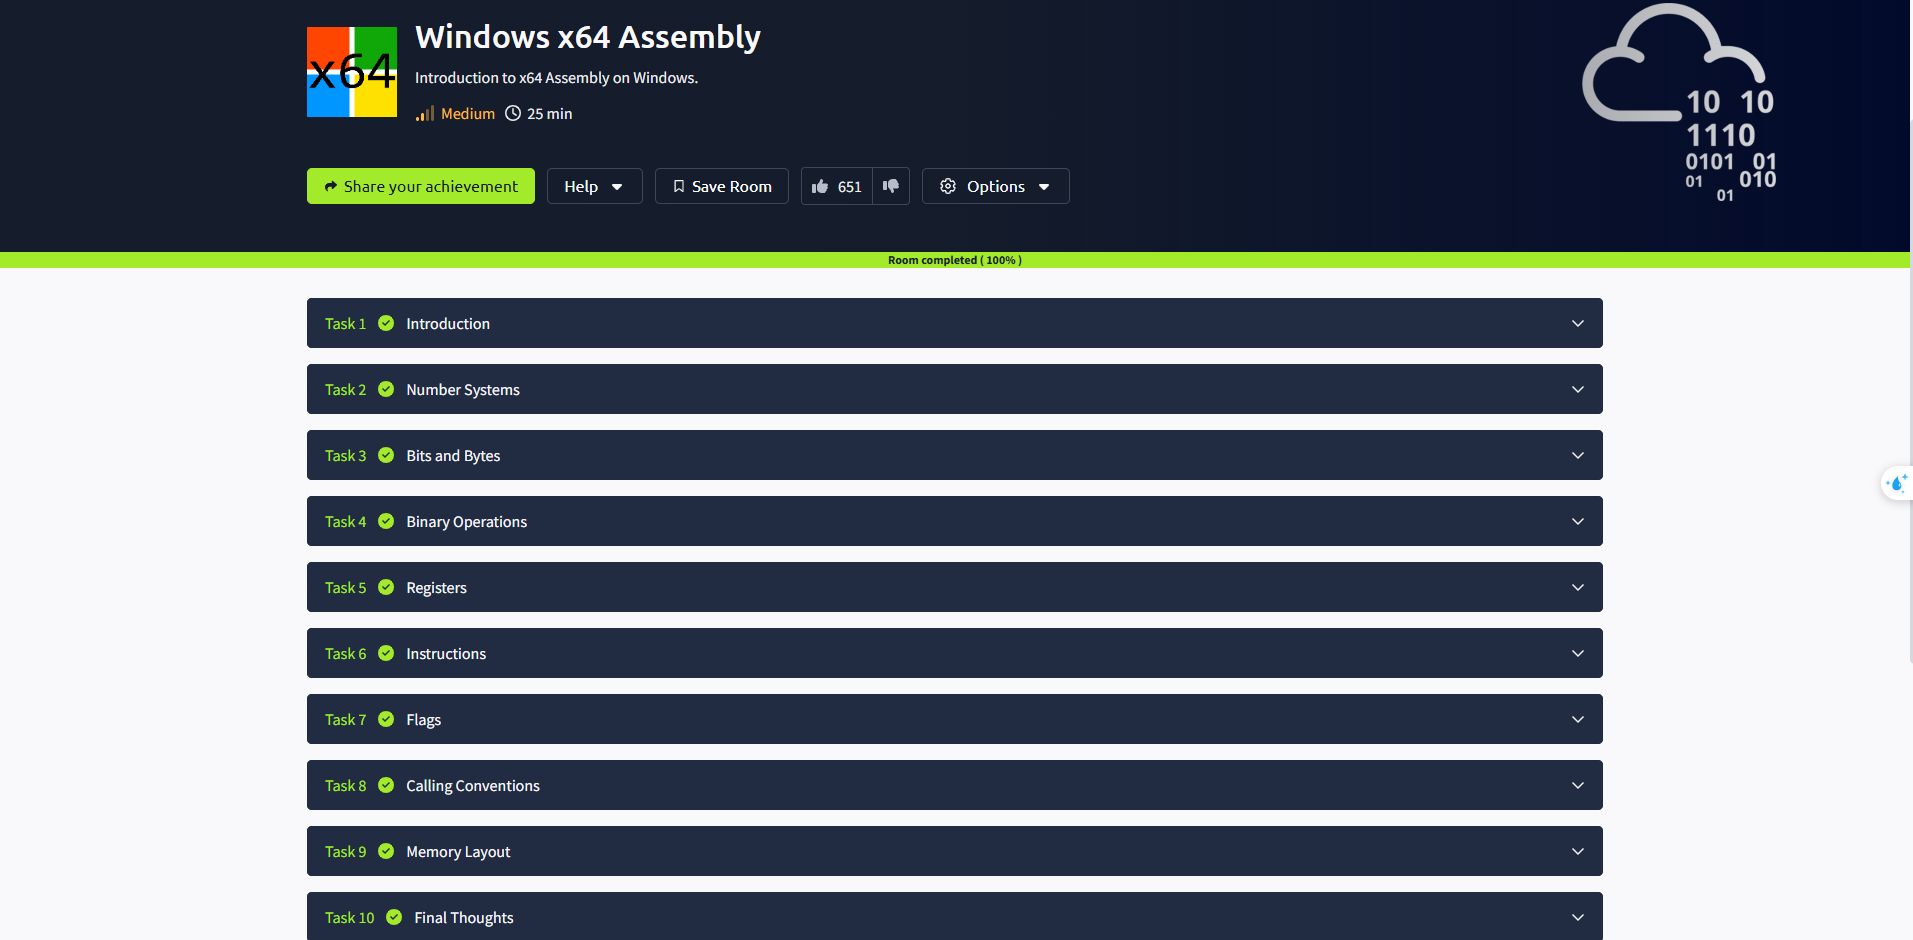 x64
Windows x64 Assembly
Introduction to x64 Assembly on Windows.
Medium 25 min
Share your achievement Help Save Room 651 Options
10 10
1110
0101 01
01 010
01
Room completed ( 100% )
Task 1 Introduction
Task 2 Number Systems
Task 3 Bits and Bytes
Task 4 Binary Operations
Task 5 Registers
Task 6 Instructions
Task 7 Flags
Task 8 Calling Conventions
Task 9 Memory Layout
Task 10 Final Thoughts